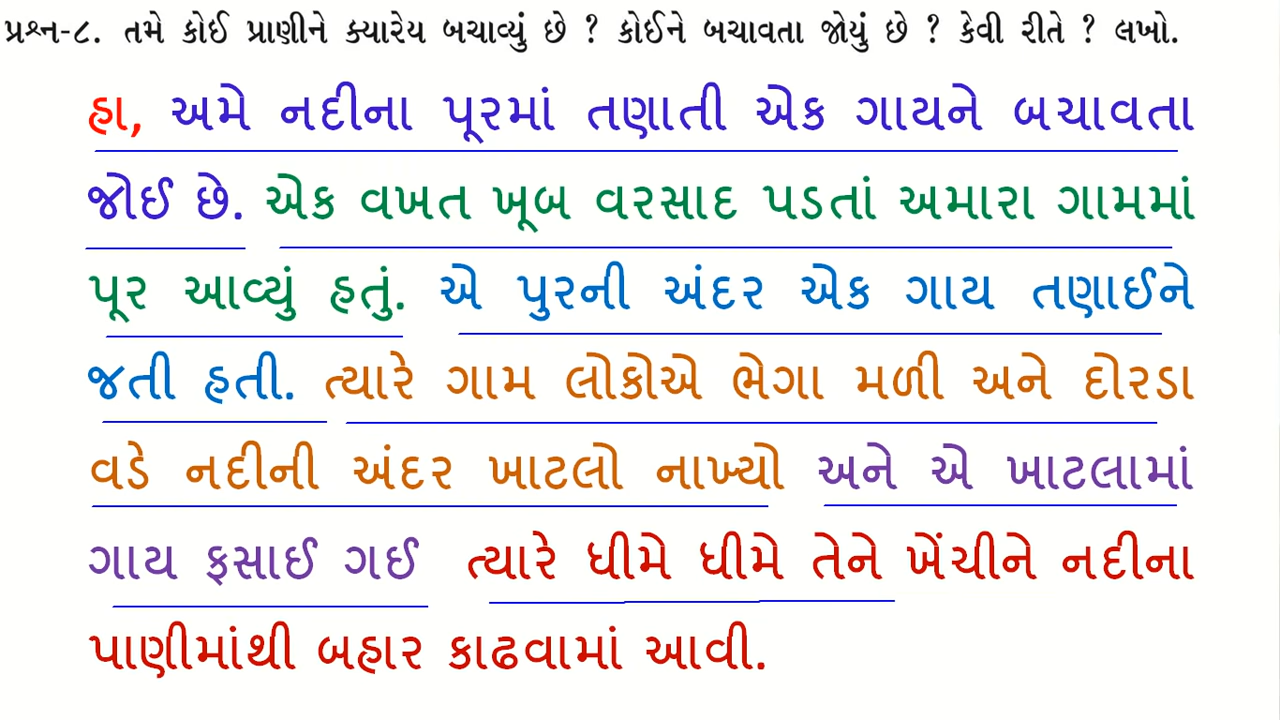 પ્રશ્ન-૮. તમે કોઈ પ્રાણીને ક્યારેય બચાવ્યું છે ? કોઈને બચાવતા જોયું છે ? કેવી રીતે ? લખો.
હા, અમે નદીના પૂરમાં તણાતી એક ગાયને બચાવતા
જોઈ છે. એક વખત ખૂબ વરસાદ પડતાં અમારા ગામમાં
પૂર આવ્યું હતું. એ પુરની અંદર એક ગાય તણાઈને
જતી હતી. ત્યારે ગામ લોકોએ ભેગા મળી અને દોરડા
વડે નદીની અંદર ખાટલો નાખ્યો અને એ ખાટલામાં
ગાય ફસાઈ ગઈ ત્યારે ધીમે ધીમે તેને ખેંચીને નદીના
પાણીમાંથી બહાર કાઢવામાં આવી.